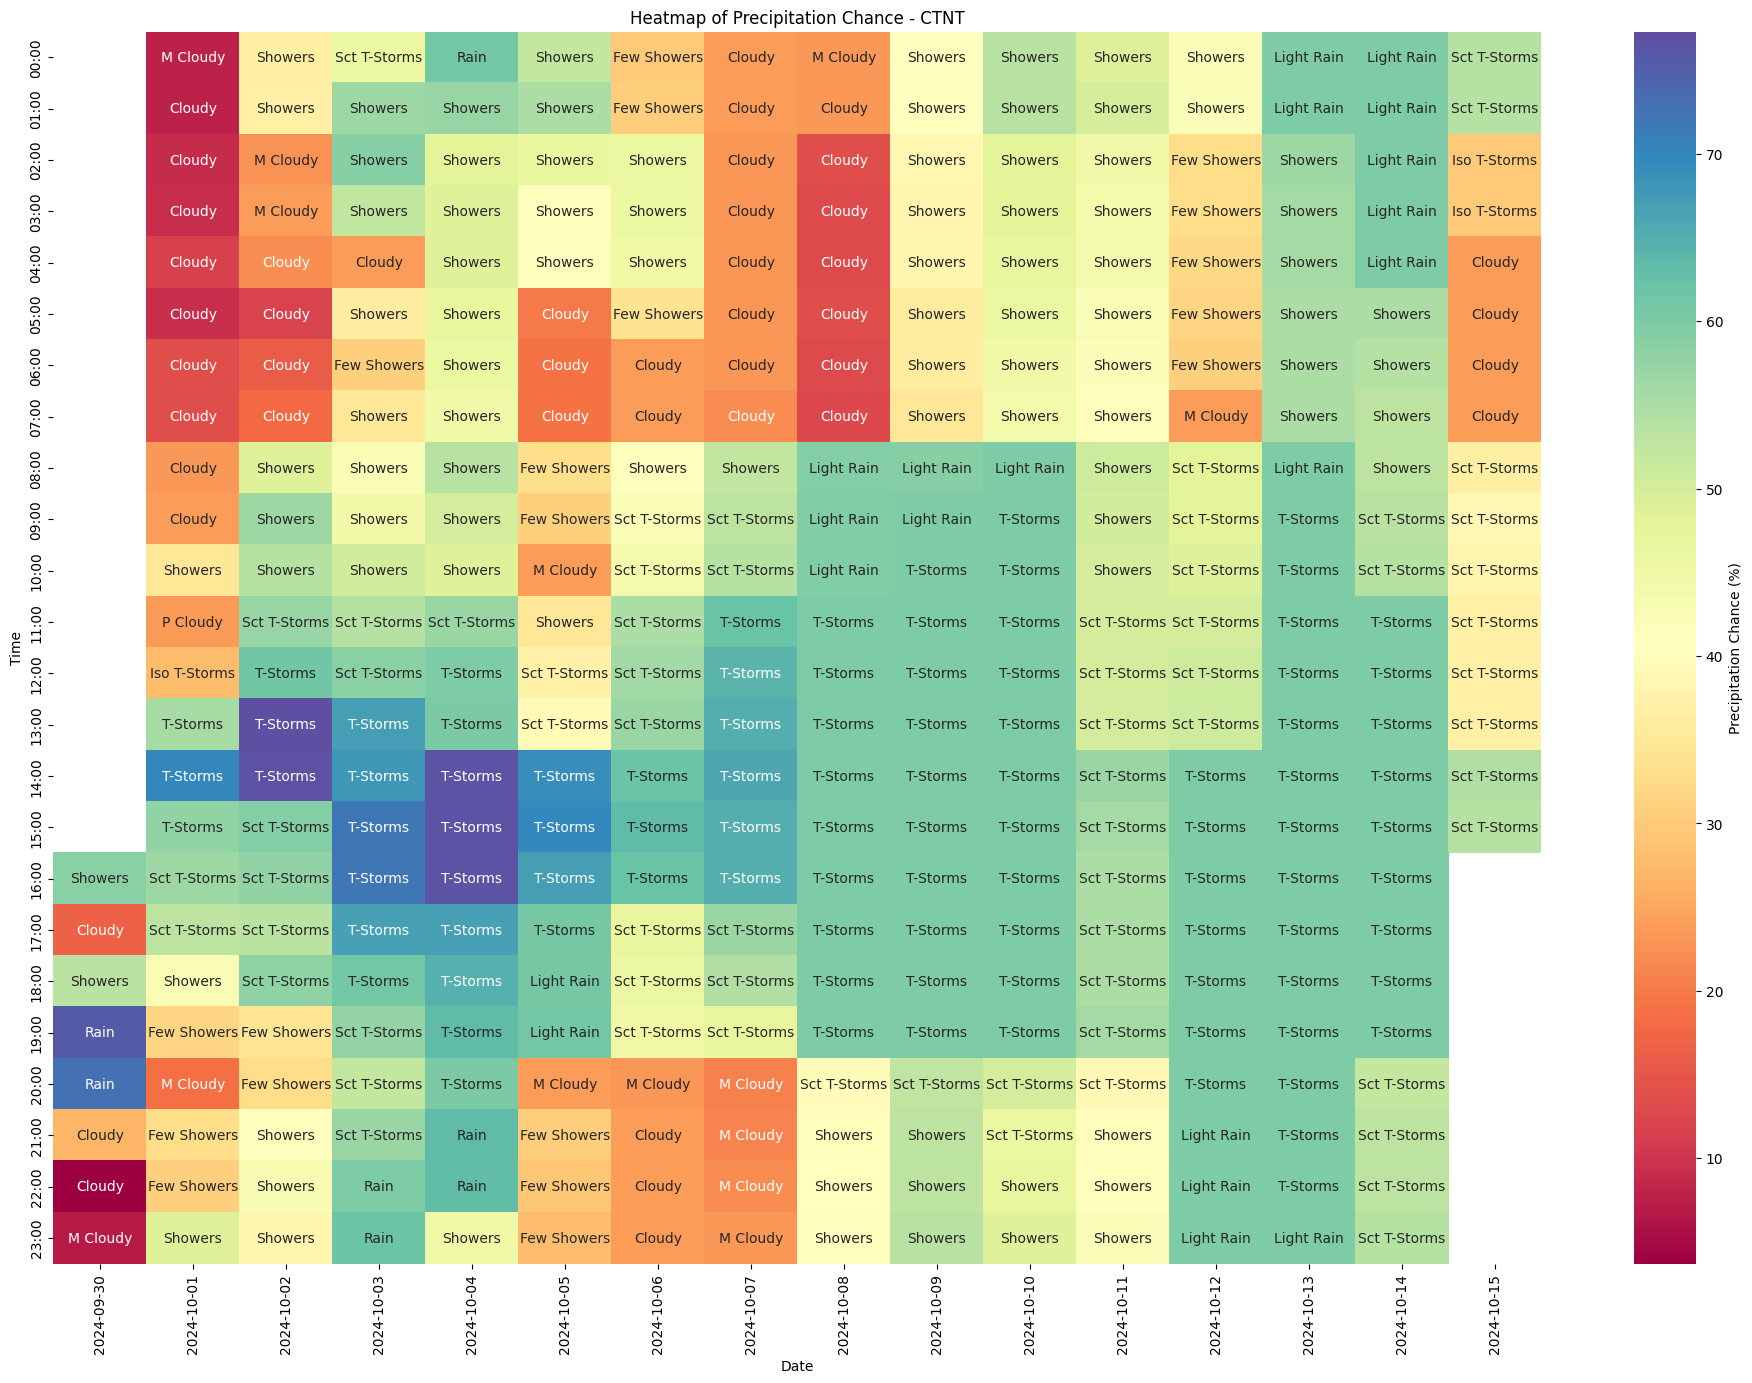 Heatmap of Precipitation Chance - CTNT
00:00 M Cloudy Showers Sct T-Storms Rain Showers Few Showers Cloudy M Cloudy Showers Showers Showers Showers Light Rain Light Rain Sct T-Storms
01:00 Cloudy Showers Showers Showers Showers Few Showers Cloudy Cloudy Showers Showers Showers Showers Light Rain Light Rain Sct T-Storms
02:00 Cloudy M Cloudy Showers Showers Showers Showers Cloudy Cloudy Showers Showers Showers Few Showers Showers Light Rain Iso T-Storms
03:00 Cloudy M Cloudy Showers Showers Showers Showers Cloudy Cloudy Showers Showers Showers Few Showers Showers Light Rain Iso T-Storms
04:00 Cloudy Cloudy Cloudy Showers Showers Showers Cloudy Cloudy Showers Showers Showers Few Showers Showers Light Rain Cloudy
05:00 Cloudy Cloudy Showers Showers Cloudy Few Showers Cloudy Cloudy Showers Showers Showers Few Showers Showers Showers Cloudy
06:00 Cloudy Cloudy Few Showers Showers Cloudy Cloudy Cloudy Cloudy Showers Showers Showers Few Showers Showers Showers Cloudy
07:00 Cloudy Cloudy Showers Showers Cloudy Cloudy Cloudy Cloudy Showers Showers Showers M Cloudy Showers Showers Cloudy
08:00 Cloudy Showers Showers Showers Few Showers Showers Showers Light Rain Light Rain Light Rain Showers Sct T-Storms Light Rain Showers Sct T-Storms
09:00 Cloudy Showers Showers Showers Few Showers Sct T-Storms Sct T-Storms Light Rain Light Rain T-Storms Showers Sct T-Storms T-Storms Sct T-Storms Sct T-Storms
10:00 Showers Showers Showers Showers M Cloudy Sct T-Storms Sct T-Storms Light Rain T-Storms T-Storms Showers Sct T-Storms T-Storms Sct T-Storms Sct T-Storms
11:00 P Cloudy Sct T-Storms Sct T-Storms Sct T-Storms Showers Sct T-Storms T-Storms T-Storms T-Storms T-Storms Sct T-Storms Sct T-Storms T-Storms T-Storms Sct T-Storms
12:00 Iso T-Storms T-Storms Sct T-Storms T-Storms Sct T-Storms Sct T-Storms T-Storms T-Storms T-Storms T-Storms Sct T-Storms Sct T-Storms T-Storms T-Storms Sct T-Storms
13:00 T-Storms T-Storms T-Storms T-Storms Sct T-Storms Sct T-Storms T-Storms T-Storms T-Storms T-Storms Sct T-Storms Sct T-Storms T-Storms T-Storms Sct T-Storms
14:00 T-Storms T-Storms T-Storms T-Storms T-Storms T-Storms T-Storms T-Storms T-Storms T-Storms Sct T-Storms T-Storms T-Storms T-Storms Sct T-Storms
15:00 T-Storms Sct T-Storms T-Storms T-Storms T-Storms T-Storms T-Storms T-Storms T-Storms T-Storms Sct T-Storms T-Storms T-Storms T-Storms Sct T-Storms
16:00 Showers Sct T-Storms Sct T-Storms T-Storms T-Storms T-Storms T-Storms T-Storms T-Storms T-Storms T-Storms Sct T-Storms T-Storms T-Storms T-Storms
17:00 Cloudy Sct T-Storms Sct T-Storms T-Storms T-Storms T-Storms Sct T-Storms Sct T-Storms T-Storms T-Storms T-Storms Sct T-Storms T-Storms T-Storms T-Storms
18:00 Showers Showers Sct T-Storms T-Storms T-Storms Light Rain Sct T-Storms Sct T-Storms T-Storms T-Storms T-Storms Sct T-Storms T-Storms T-Storms T-Storms
19:00 Rain Few Showers Few Showers Sct T-Storms T-Storms Light Rain Sct T-Storms Sct T-Storms T-Storms T-Storms T-Storms Sct T-Storms T-Storms T-Storms T-Storms
20:00 Rain M Cloudy Few Showers Sct T-Storms T-Storms M Cloudy M Cloudy M Cloudy Sct T-Storms Sct T-Storms Sct T-Storms Sct T-Storms T-Storms T-Storms Sct T-Storms
21:00 Cloudy Few Showers Showers Sct T-Storms Rain Few Showers Cloudy M Cloudy Showers Showers Sct T-Storms Showers Light Rain T-Storms Sct T-Storms
22:00 Cloudy Few Showers Showers Rain Rain Few Showers Cloudy M Cloudy Showers Showers Showers Showers Light Rain T-Storms Sct T-Storms
23:00 M Cloudy Showers Showers Rain Showers Few Showers Cloudy M Cloudy Showers Showers Showers Showers Light Rain Light Rain Sct T-Storms
Time
2024-09-30 2024-10-01 2024-10-02 2024-10-03 2024-10-04 2024-10-05 2024-10-06 2024-10-07 2024-10-08 2024-10-09 2024-10-10 2024-10-11 2024-10-12 2024-10-13 2024-10-14 2024-10-15
Date
70
60
50
40
30
20
10
Precipitation Chance (%)